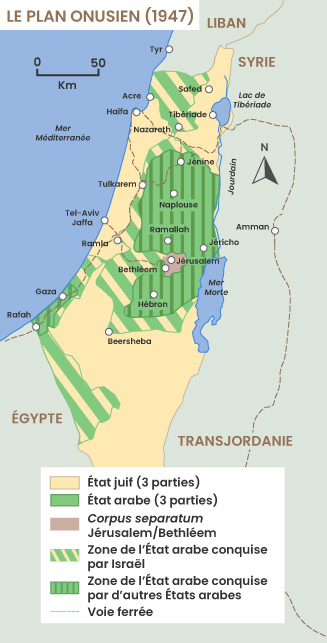 LE PLAN ONUSIEN (1947)
LIBAN
Tyr
SYRIE
0 50
Km
Safed
Acre
Lac de
Tibériade
Haïfa
Tibériade
Nazareth
Mer
Méditerranée
N
Jénine
Jourdain
Tulkarem
Naplouse
Tel-Aviv
Jaffa
Ramallah
Amman
Ramla
Jéricho
Jérusalem
Bethléem
Mer
Morte
Gaza
Hébron
Rafah
Beersheba
ÉGYPTE
TRANSJORDANIE
État juif (3 parties)
État arabe (3 parties)
Corpus separatum
Jérusalem/Bethléem
Zone de l’État arabe conquise
par Israël
Zone de l’État arabe conquise
par d’autres États arabes
Voie ferrée